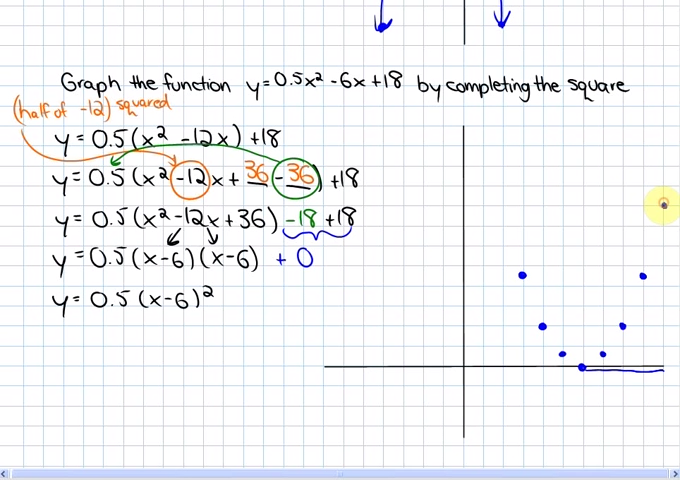 Graph the function y=0.5x² -6x+18 by completing the square
(half of -12) squared
y=0.5(x² -12x)+18
y=0.5(x² -12x+36-36)+18
y=0.5(x²-12x+36)-18+18
y=0.5(x-6)(x-6) + 0
y=0.5(x-6)²